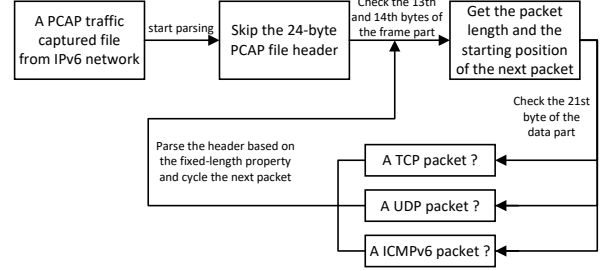 A PCAP traffic
captured file
from IPv6 network
start parsing
Skip the 24-byte
PCAP file header
Check the 13th
and 14th bytes of
the frame part
Get the packet
length and the
starting position
of the next packet
Check the 21st
byte of the
data part
Parse the header based on
the fixed-length property
and cycle the next packet
A TCP packet ?
A UDP packet ?
A ICMPv6 packet ?